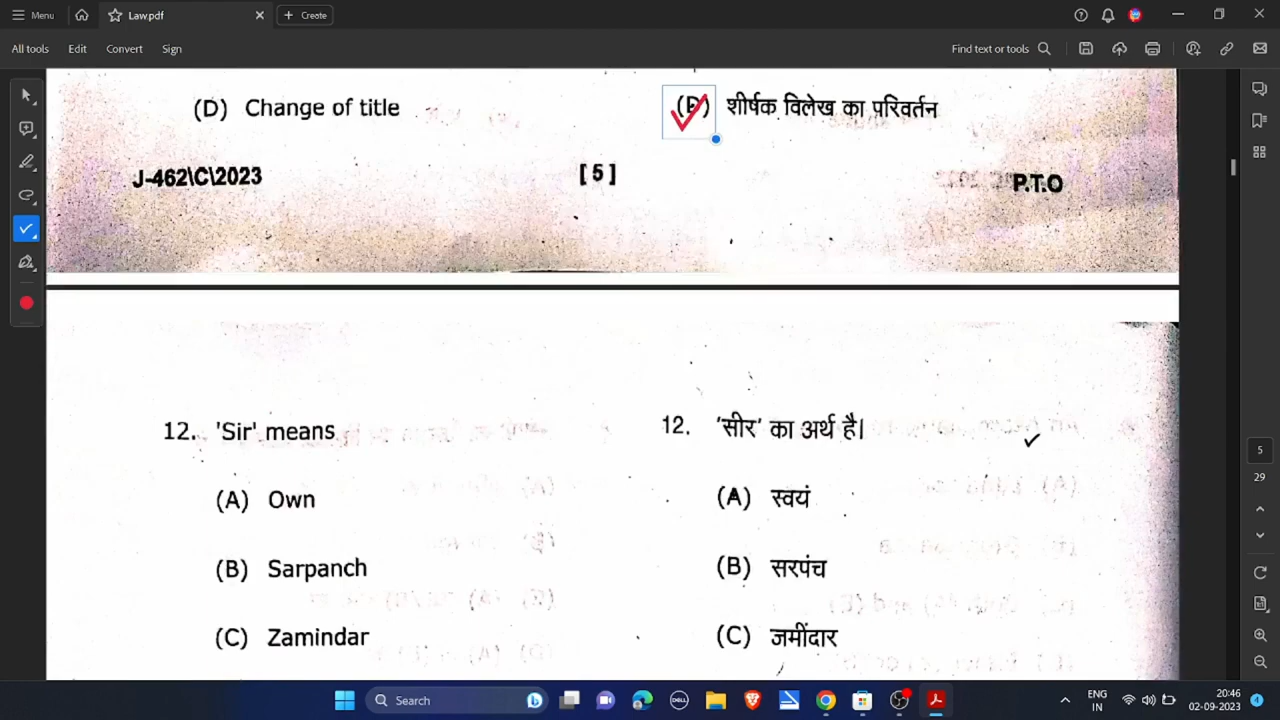 Menu
Law.pdf
Create
All tools Edit Convert Sign
Find text or tools
(D) Change of title
(D) शीर्षक विलेख का परिवर्तन
J-462\C\2023
[ 5 ]
P.T.O
12. 'Sir' means
12. 'सीर' का अर्थ है।
(A) Own
(A) स्वयं
(B) Sarpanch
(B) सरपंच
(C) Zamindar
(C) जमींदार
5
29
Search
DELL
ENG
IN
20:46
02-09-2023
4